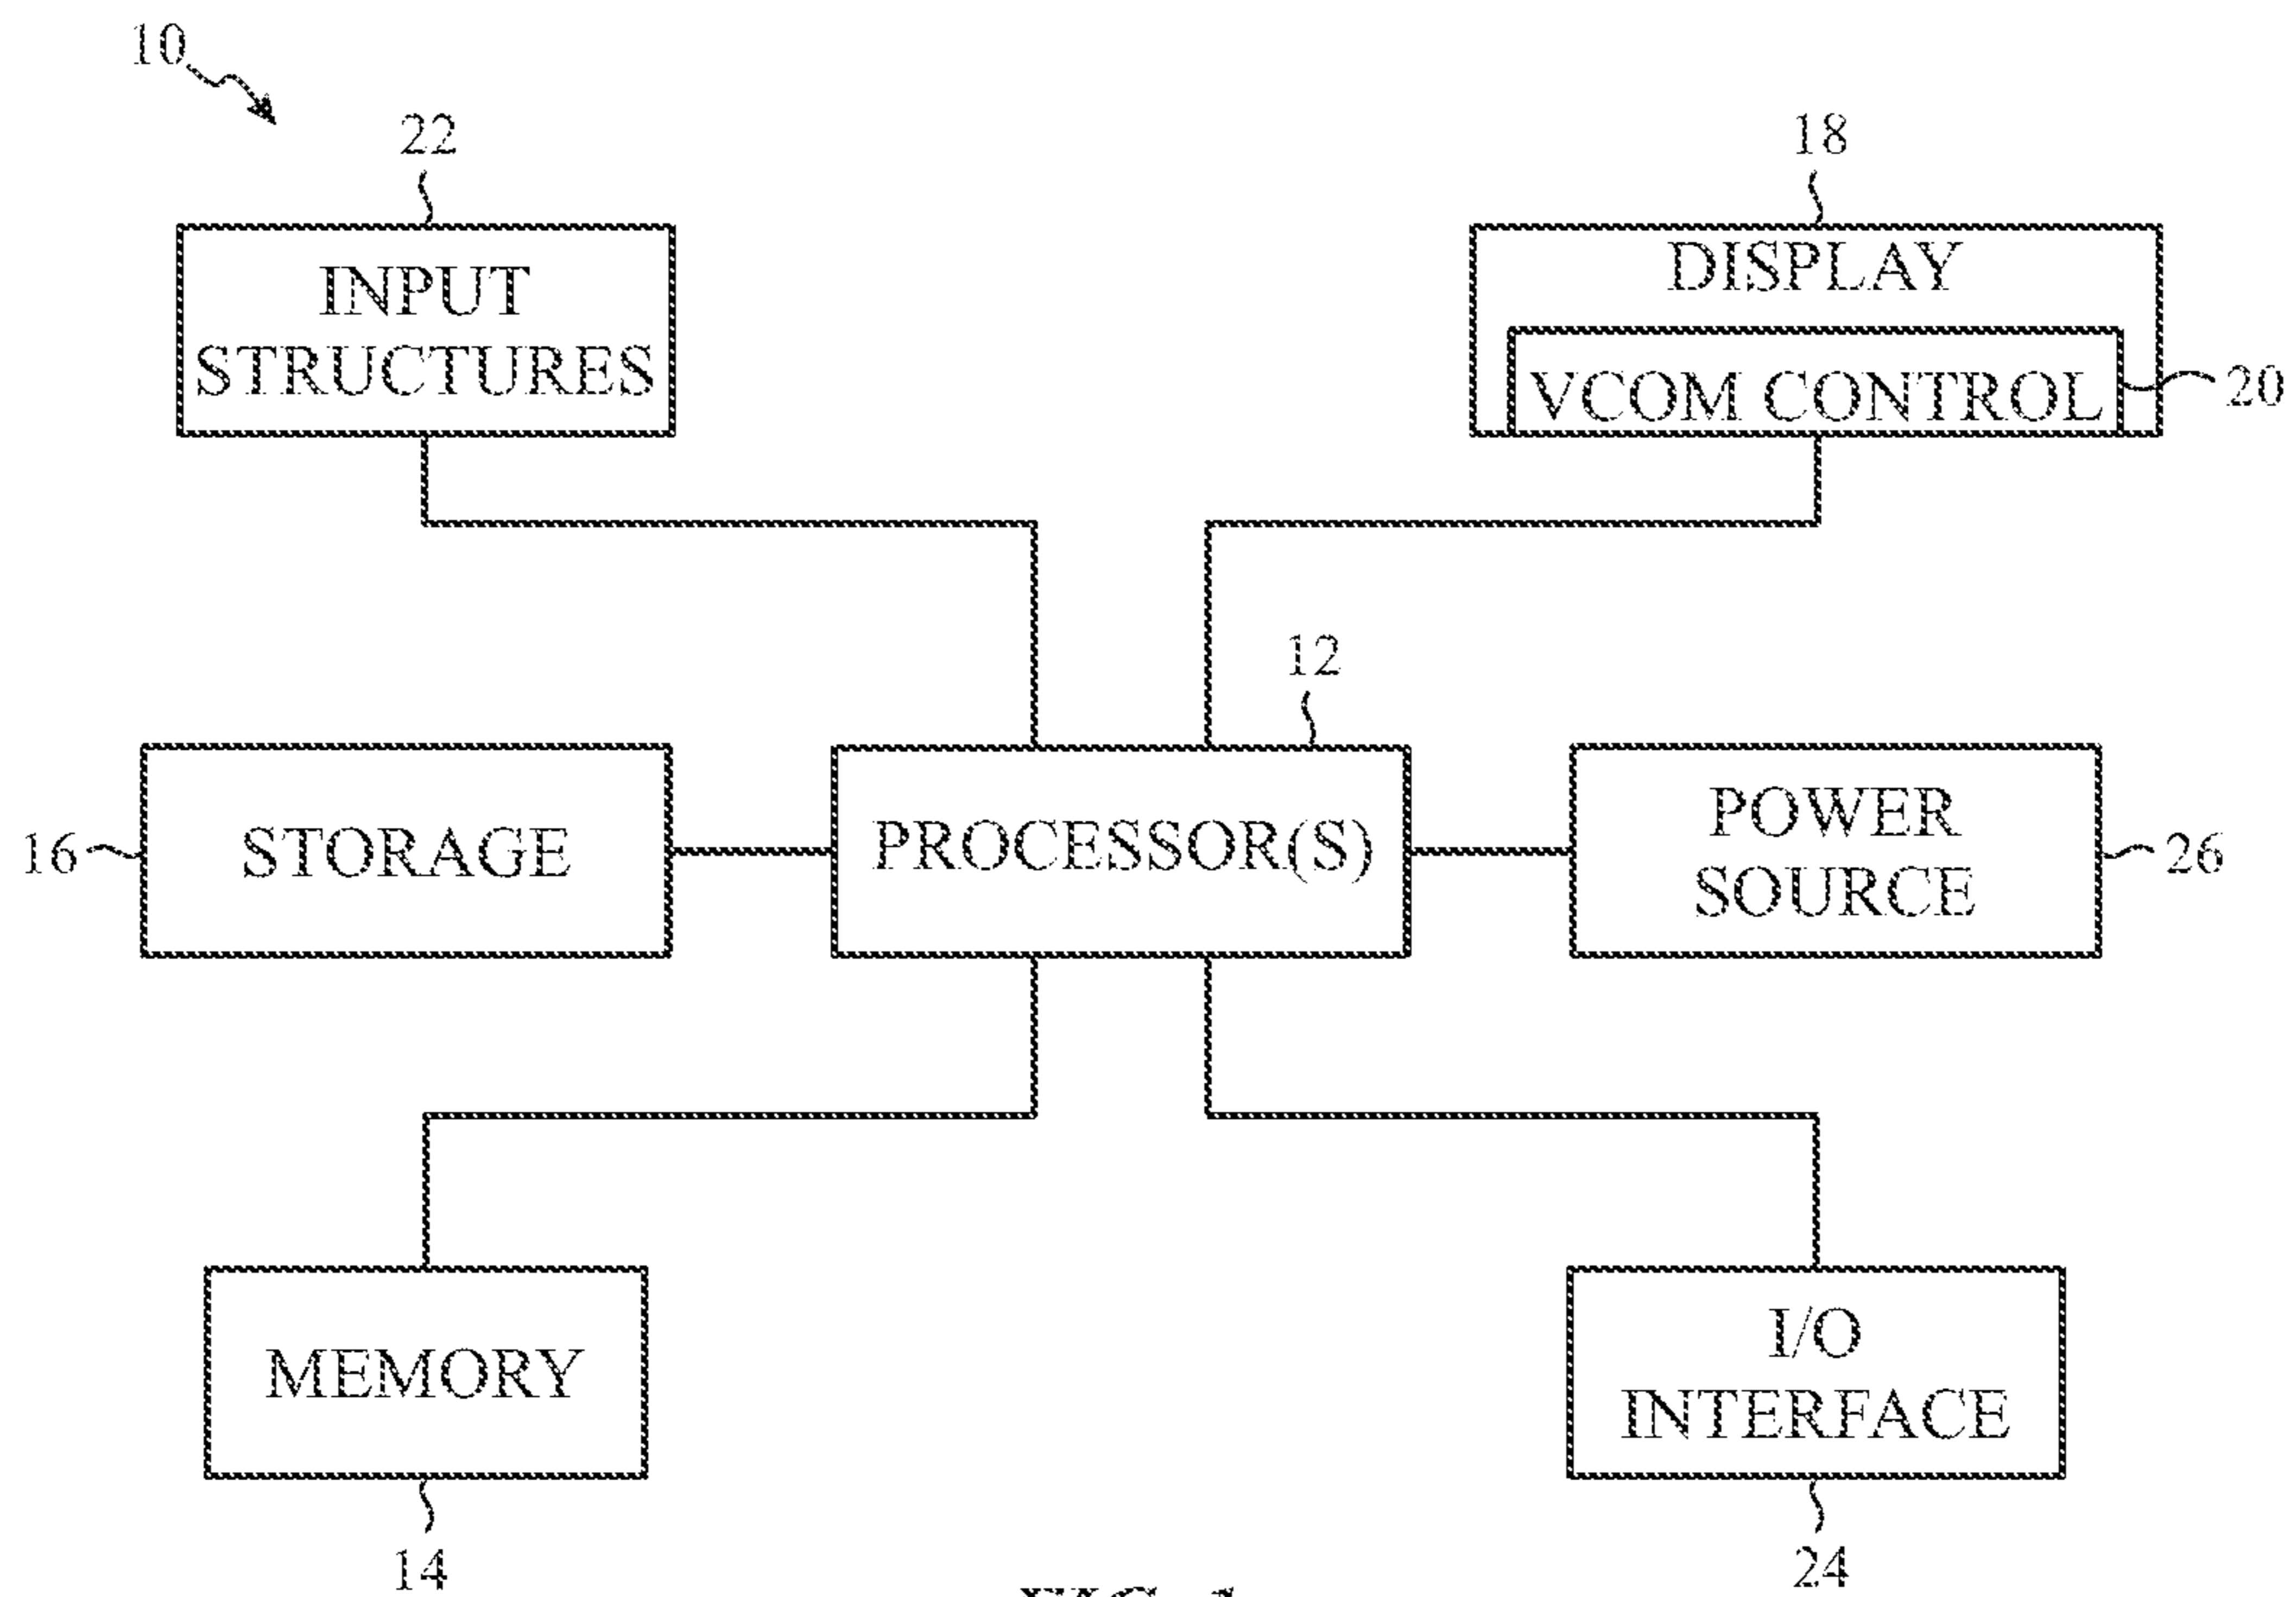 10
22
18
INPUT
STRUCTURES
DISPLAY
VCOM CONTROL
20
12
16
STORAGE
PROCESSOR(S)
POWER
SOURCE
26
MEMORY
I/O
INTERFACE
14
24